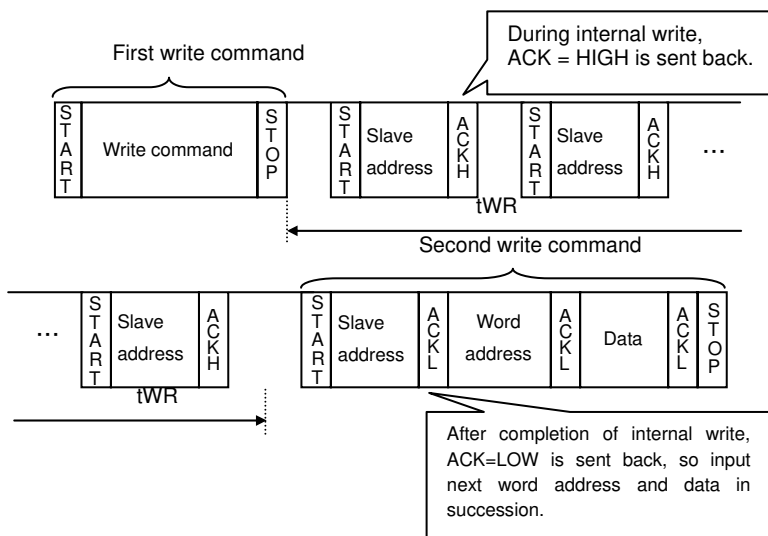 During internal write,
ACK = HIGH is sent back.
First write command
START
Write command
STOP
START
Slave
address
ACKH
START
Slave
address
ACKH
...
tWR
Second write command
...
START
Slave
address
ACKH
START
Slave
address
ACKL
Word
address
ACKL
Data
ACKL
STOP
tWR
After completion of internal write,
ACK=LOW is sent back, so input
next word address and data in
succession.